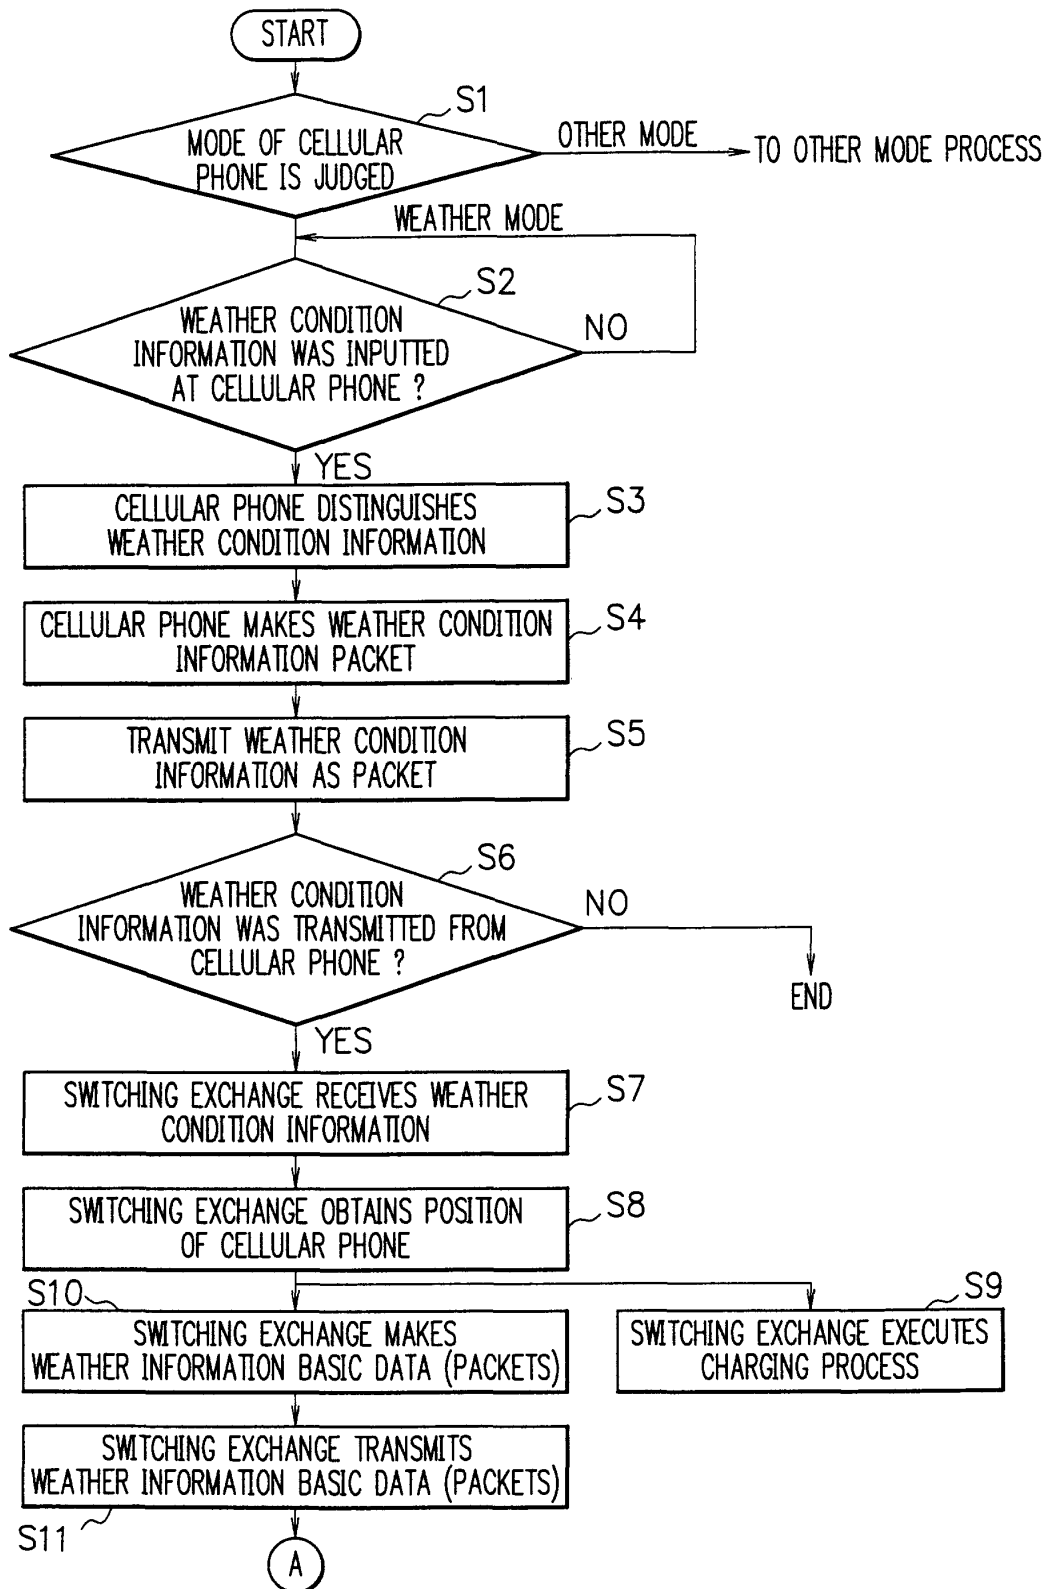 START
S1
MODE OF CELLULAR
PHONE IS JUDGED
OTHER MODE
TO OTHER MODE PROCESS
WEATHER MODE
S2
WEATHER CONDITION
INFORMATION WAS INPUTTED
AT CELLULAR PHONE ?
NO
YES
CELLULAR PHONE DISTINGUISHES
WEATHER CONDITION INFORMATION
S3
CELLULAR PHONE MAKES WEATHER CONDITION
INFORMATION PACKET
S4
TRANSMIT WEATHER CONDITION
INFORMATION AS PACKET
S5
S6
WEATHER CONDITION
INFORMATION WAS TRANSMITTED FROM
CELLULAR PHONE ?
NO
END
YES
SWITCHING EXCHANGE RECEIVES WEATHER
CONDITION INFORMATION
S7
SWITCHING EXCHANGE OBTAINS POSITION
OF CELLULAR PHONE
S8
S10
SWITCHING EXCHANGE MAKES
WEATHER INFORMATION BASIC DATA (PACKETS)
S9
SWITCHING EXCHANGE EXECUTES
CHARGING PROCESS
SWITCHING EXCHANGE TRANSMITS
WEATHER INFORMATION BASIC DATA (PACKETS)
S11
A